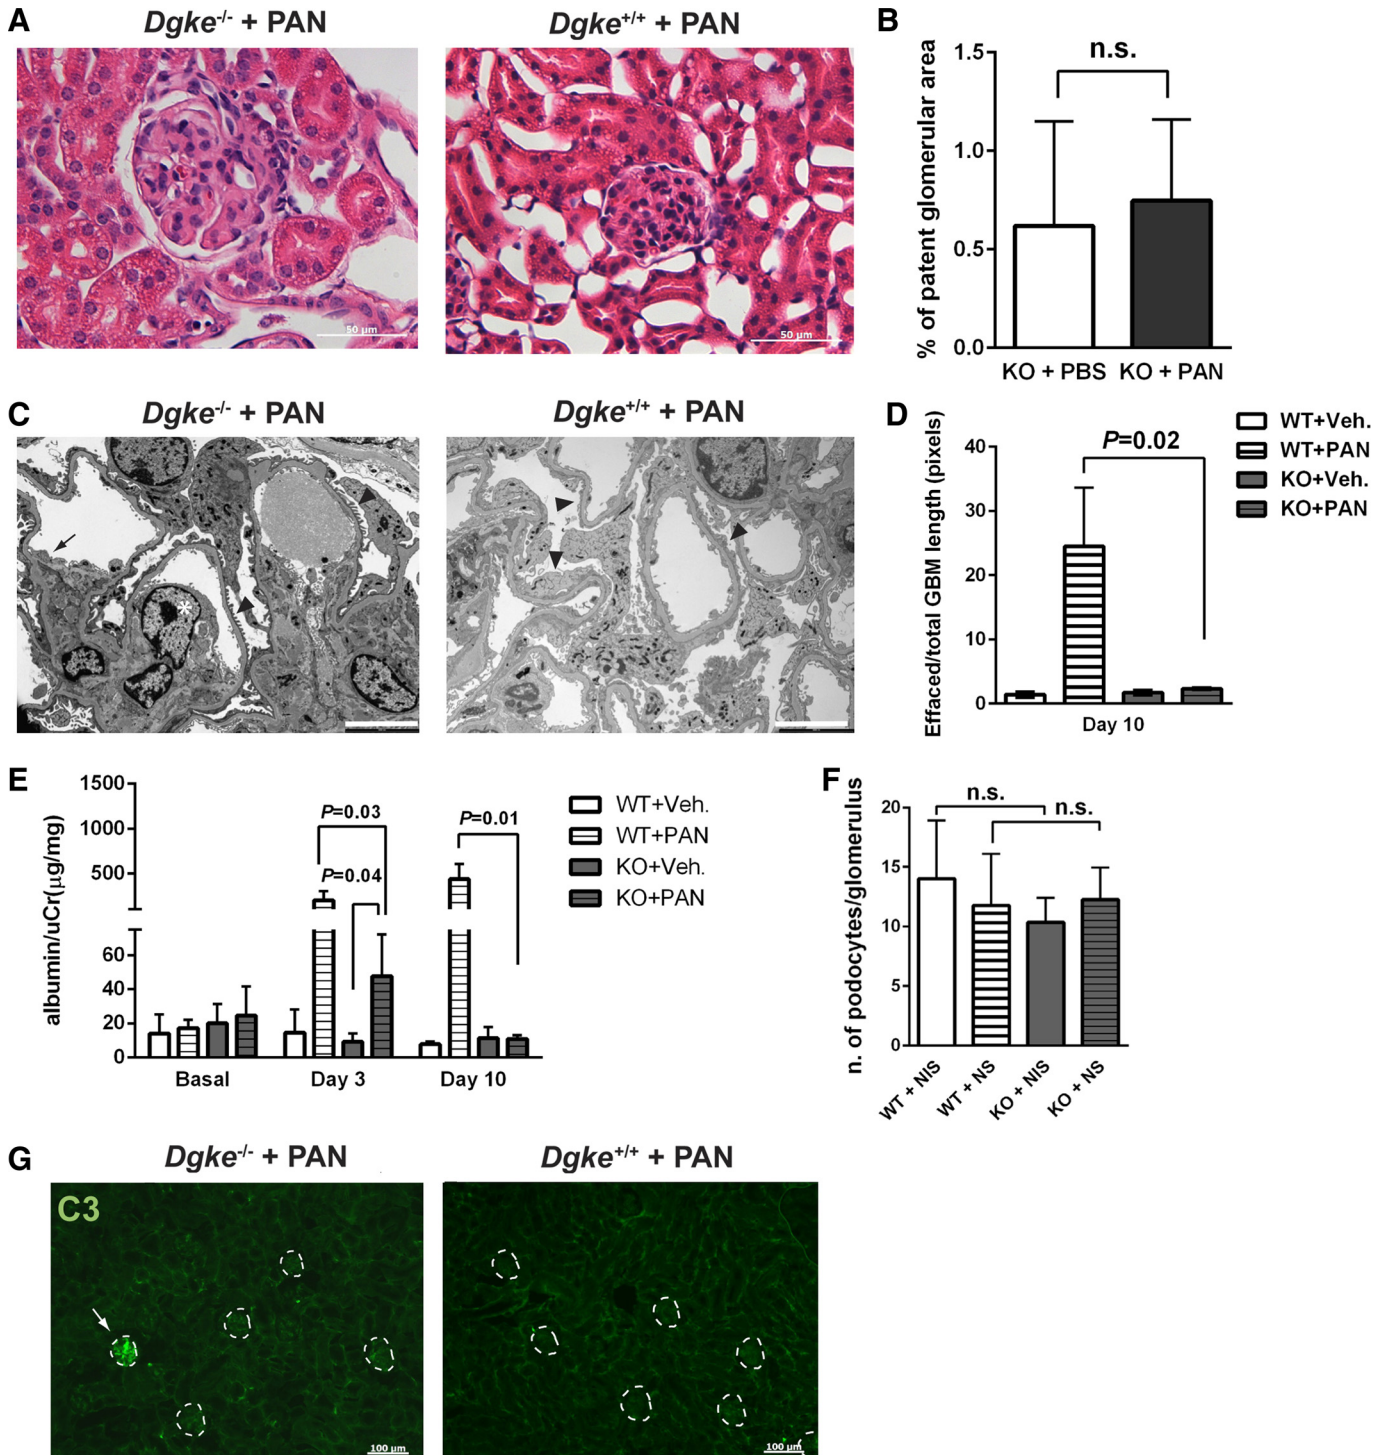 A
Dgke-/- + PAN
Dgke+/+ + PAN
50 μm
50 μm
B
% of patent glomerular area
1.5
1.0
0.5
0.0
n.s.
KO + PBS
KO + PAN
C
Dgke-/- + PAN
Dgke+/+ + PAN
*
D
Effaced/total GBM length (pixels)
40
30
20
10
0
P=0.02
Day 10
WT+Veh.
WT+PAN
KO+Veh.
KO+PAN
E
albumin/uCr(μg/mg)
1500
1000
500
60
40
20
0
P=0.03
P=0.04
P=0.01
Basal
Day 3
Day 10
WT+Veh.
WT+PAN
KO+Veh.
KO+PAN
F
n. of podocytes/glomerulus
20
15
10
5
0
n.s.
n.s.
WT + NIS
WT + NS
KO + NIS
KO + NS
G
Dgke-/- + PAN
Dgke+/+ + PAN
C3
100 μm
100 μm